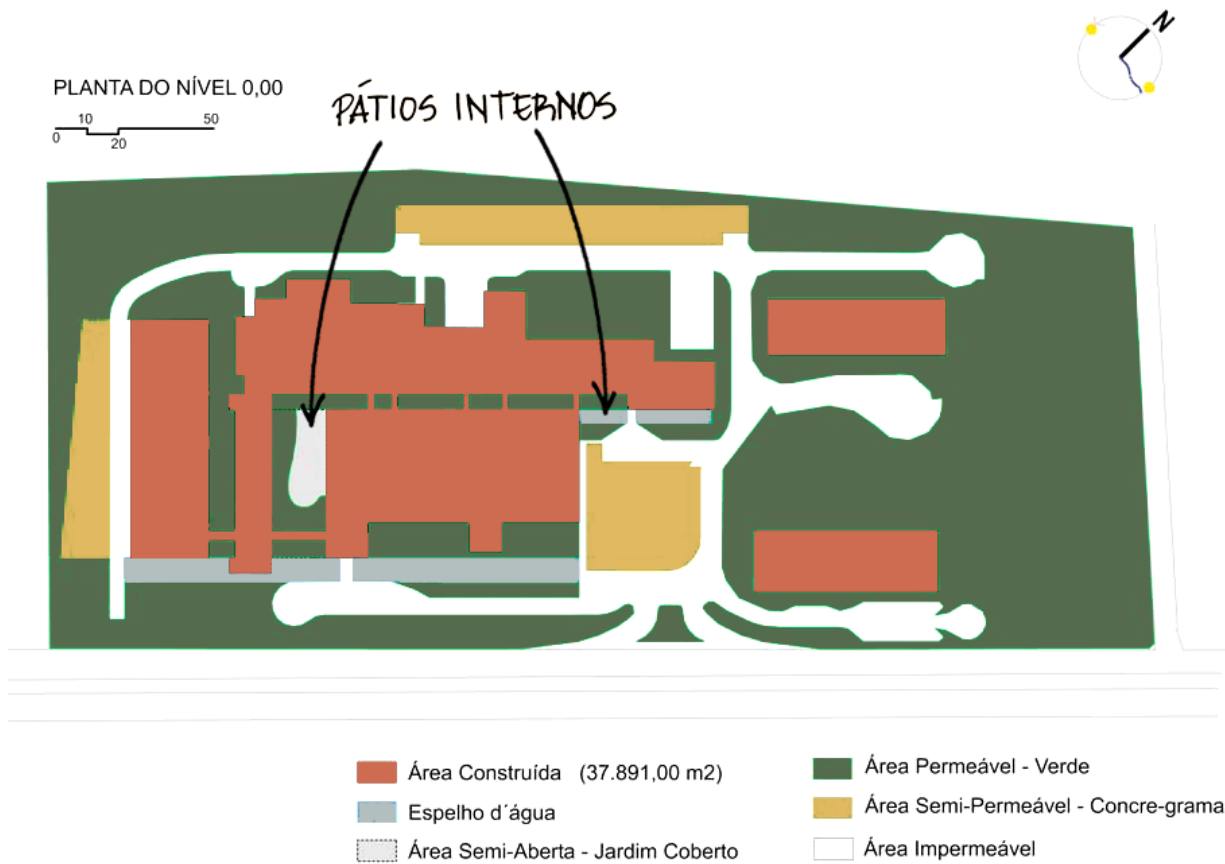 N
PLANTA DO NÍVEL 0,00
PÁTIOS INTERNOS
10 50
0 20
Área Construída (37.891,00 m2)
Espelho d´água
Área Semi-Aberta - Jardim Coberto
Área Permeável - Verde
Área Semi-Permeável - Concre-grama
Área Impermeável